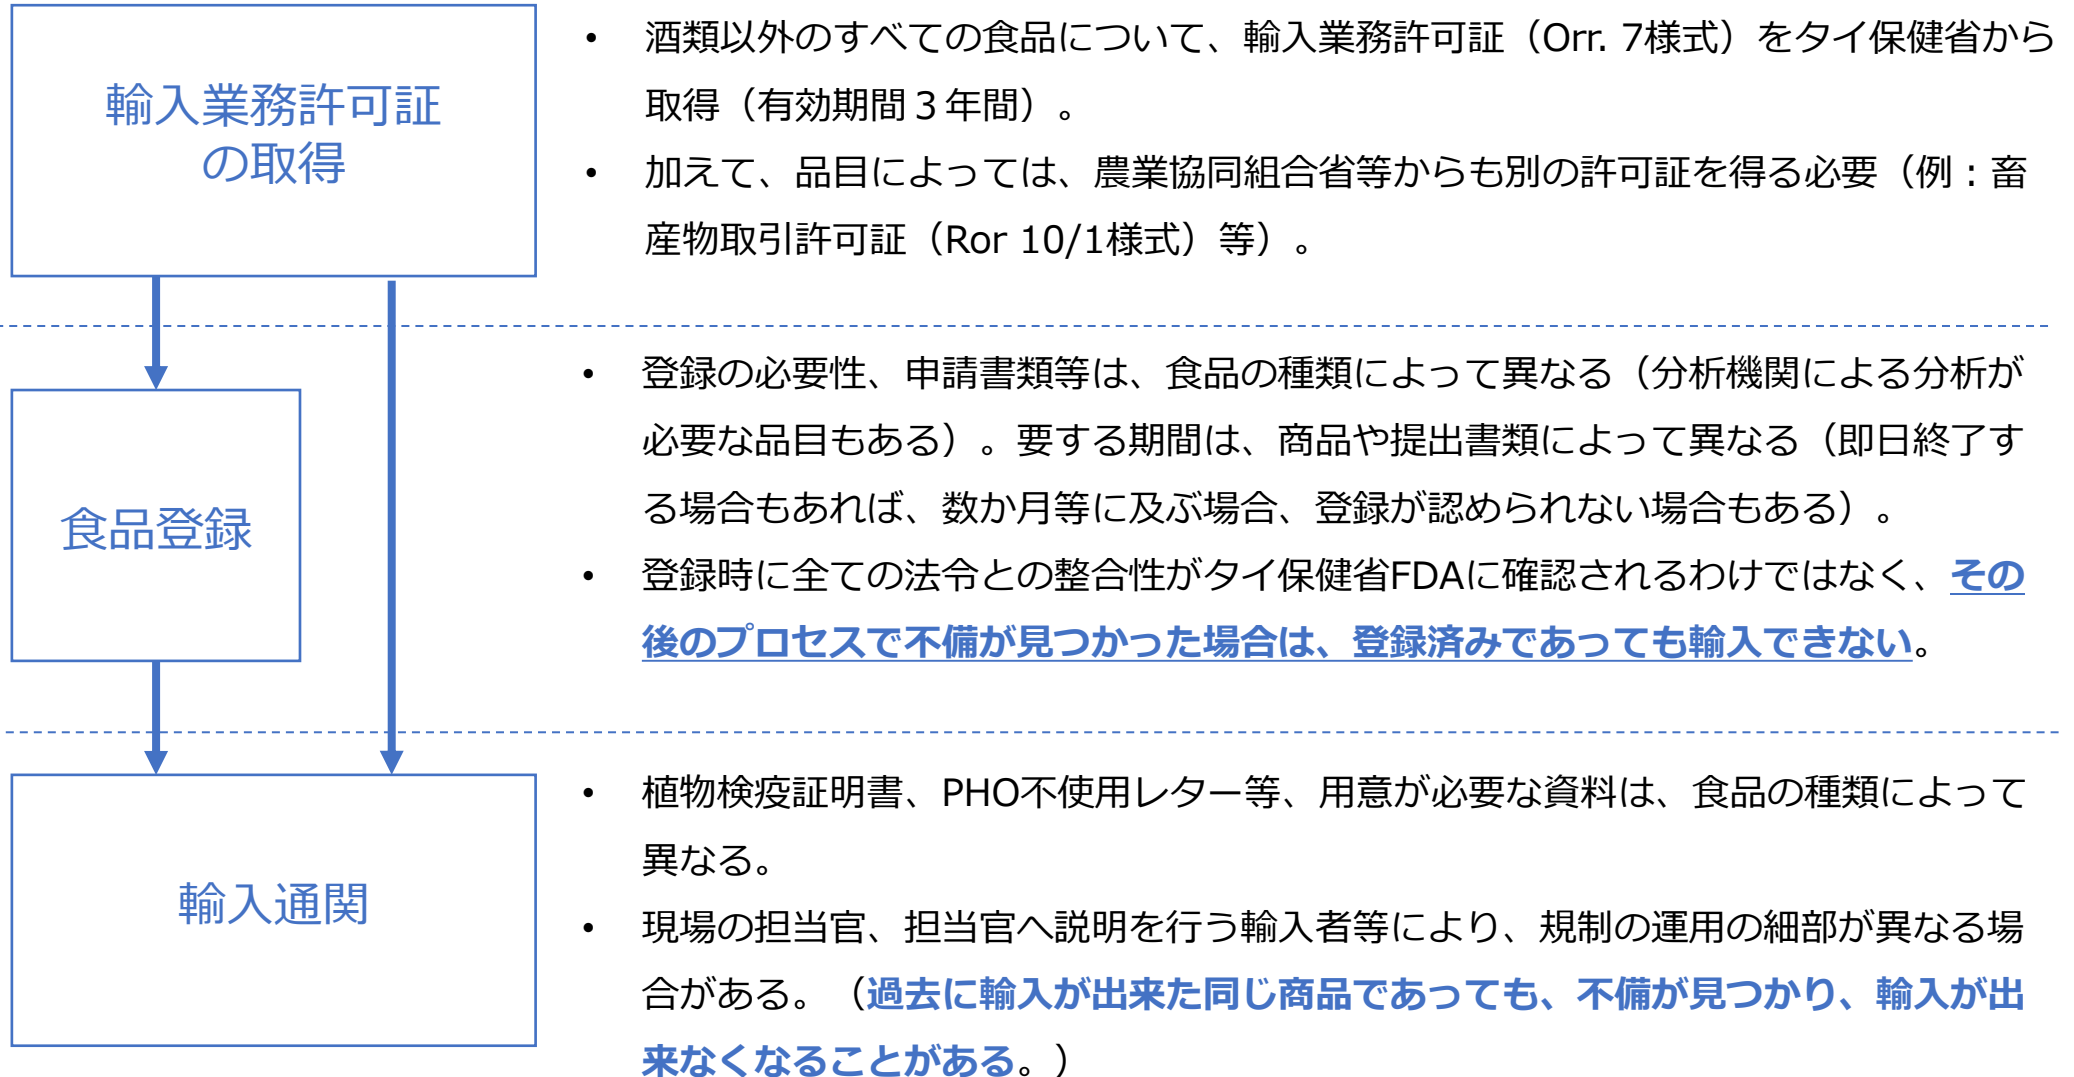 輸入業務許可証
の取得
• 酒類以外のすべての食品について、輸入業務許可証（Orr. 7様式）をタイ保健省から
取得（有効期間３年間）。
• 加えて、品目によっては、農業協同組合省等からも別の許可証を得る必要（例：畜
産物取引許可証（Ror 10/1様式）等）。
食品登録
• 登録の必要性、申請書類等は、食品の種類によって異なる（分析機関による分析が
必要な品目もある）。要する期間は、商品や提出書類によって異なる（即日終了す
る場合もあれば、数か月等に及ぶ場合、登録が認められない場合もある）。
• 登録時に全ての法令との整合性がタイ保健省FDAに確認されるわけではなく、その
後のプロセスで不備が見つかった場合は、登録済みであっても輸入できない。
輸入通関
• 植物検疫証明書、PHO不使用レター等、用意が必要な資料は、食品の種類によって
異なる。
• 現場の担当官、担当官へ説明を行う輸入者等により、規制の運用の細部が異なる場
合がある。（過去に輸入が出来た同じ商品であっても、不備が見つかり、輸入が出
来なくなることがある。）